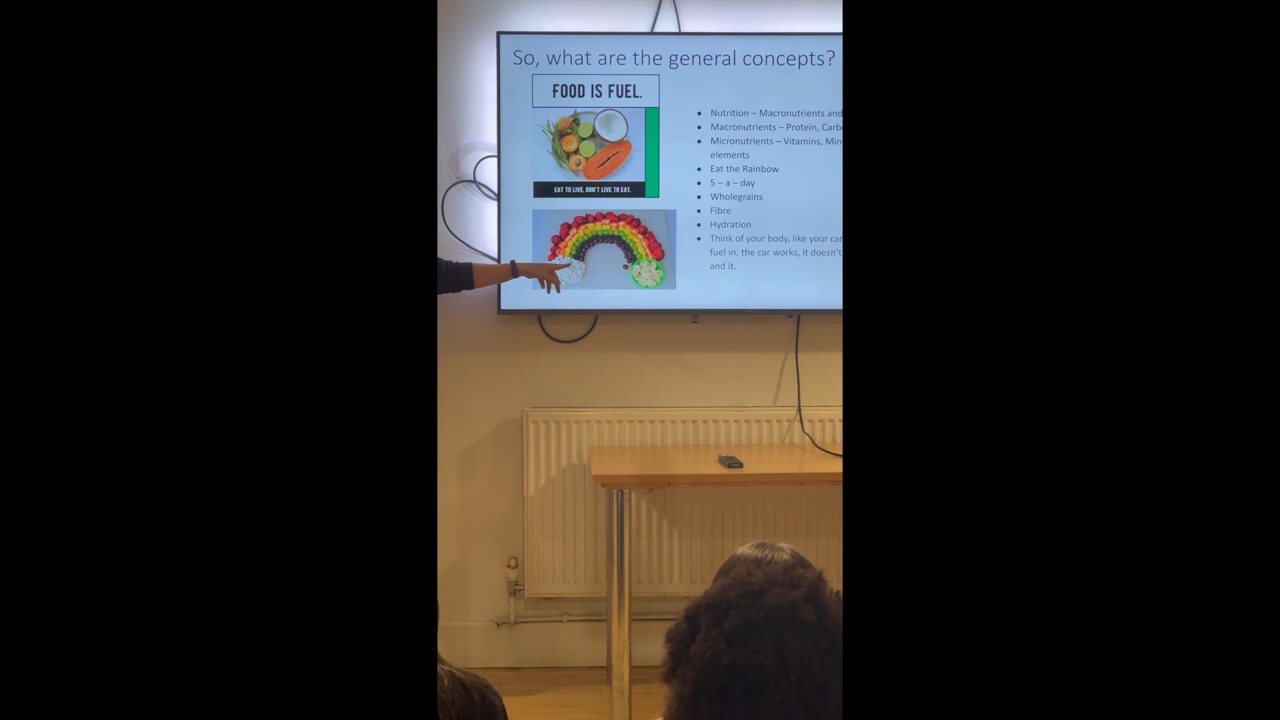 So, what are the general concepts?
FOOD IS FUEL.
EAT TO LIVE, DON'T LIVE TO EAT.
• Nutrition – Macronutrients and
• Macronutrients – Protein, Carb
• Micronutrients – Vitamins, Min
elements
• Eat the Rainbow
• 5 – a – day
• Wholegrains
• Fibre
• Hydration
• Think of your body, like your car
fuel in, the car works, it doesn't
and it.